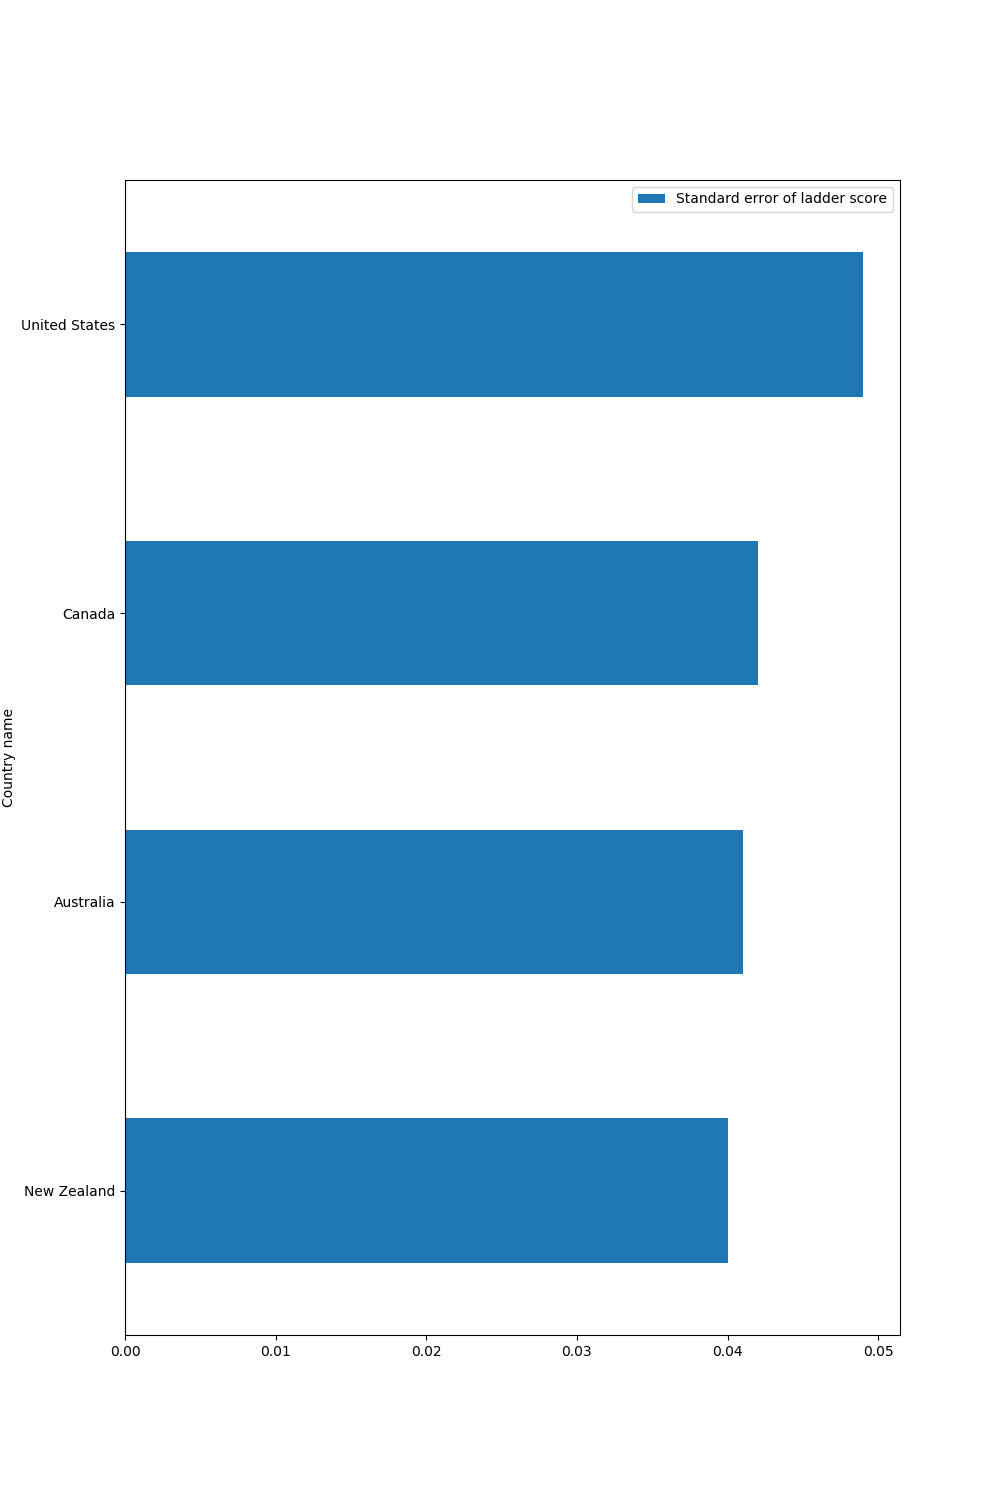 Standard error of ladder score
United States
Canada
Country name
Australia
New Zealand
0.00 0.01 0.02 0.03 0.04 0.05